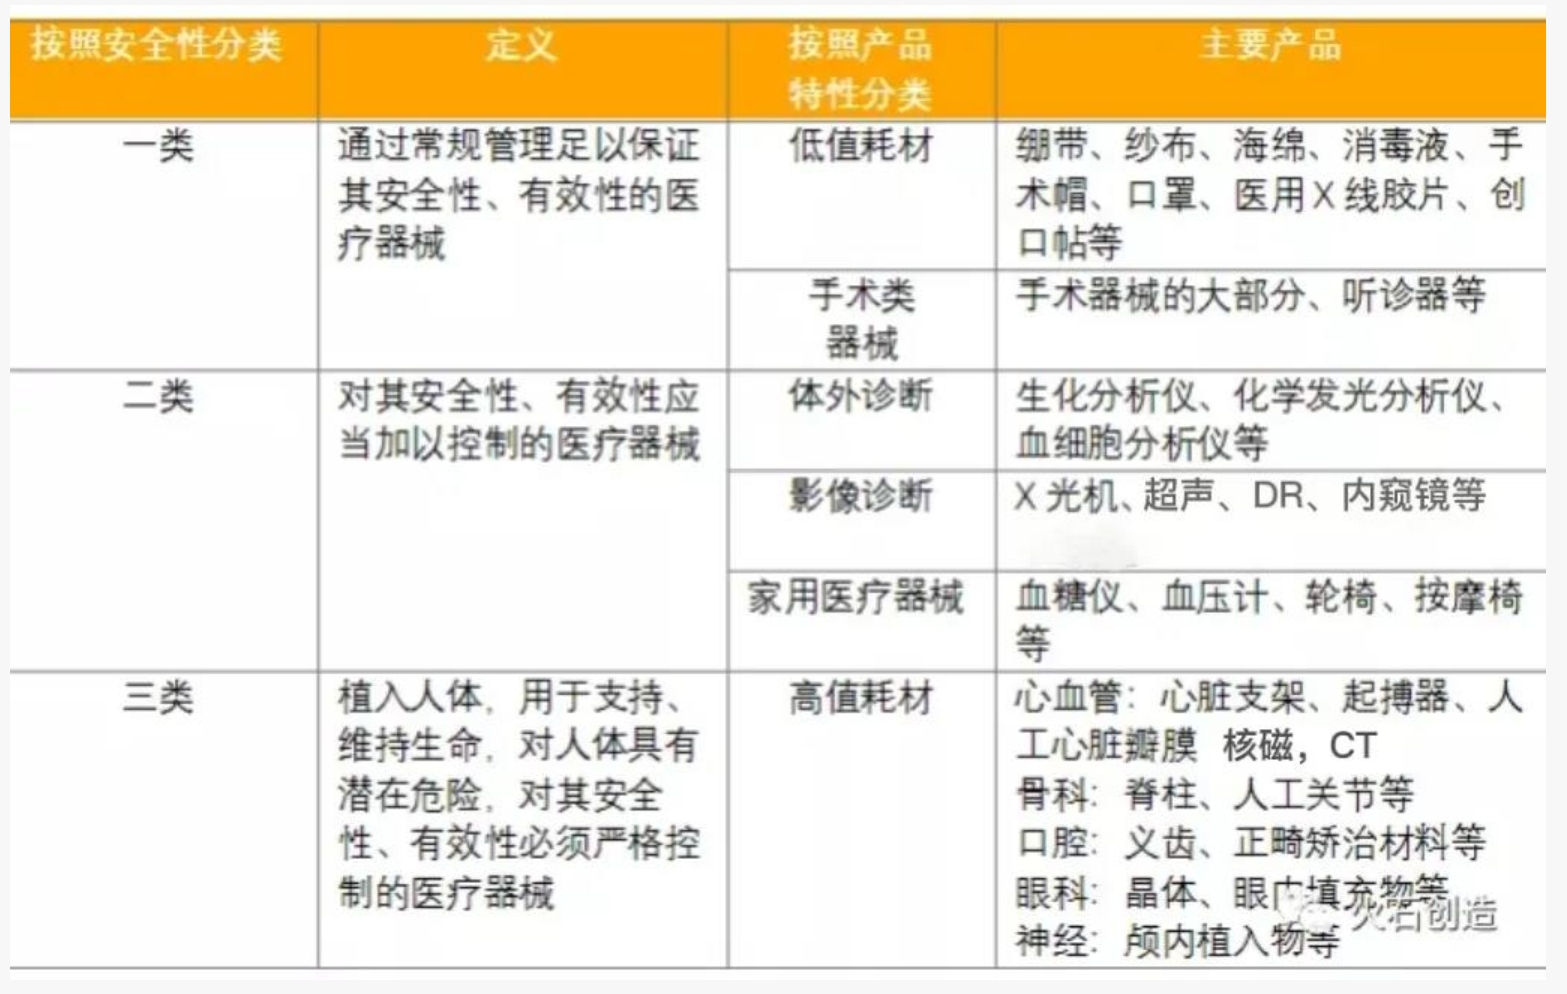 按照安全性分类
定义
按照产品
特性分类
主要产品
一类
通过常规管理足以保证
其安全性、有效性的医
疗器械
低值耗材
绷带、纱布、海绵、消毒液、手
术帽、口罩、医用X线胶片、创
口帖等
手术类
器械
手术器械的大部分、听诊器等
二类
对其安全性、有效性应
当加以控制的医疗器械
体外诊断
生化分析仪、化学发光分析仪、
血细胞分析仪等
影像诊断
X光机、超声、DR、内窥镜等
家用医疗器械
血糖仪、血压计、轮椅、按摩椅
等
三类
植入人体,用于支持、
维持生命,对人体具有
潜在危险,对其安全
性、有效性必须严格控
制的医疗器械
高值耗材
心血管：心脏支架、起搏器、人
工心脏瓣膜 核磁，CT
骨科：脊柱、人工关节等
口腔：义齿、正畸矫治材料等
眼科：晶体、眼内填充物等
神经：颅内植入物等
火石创造